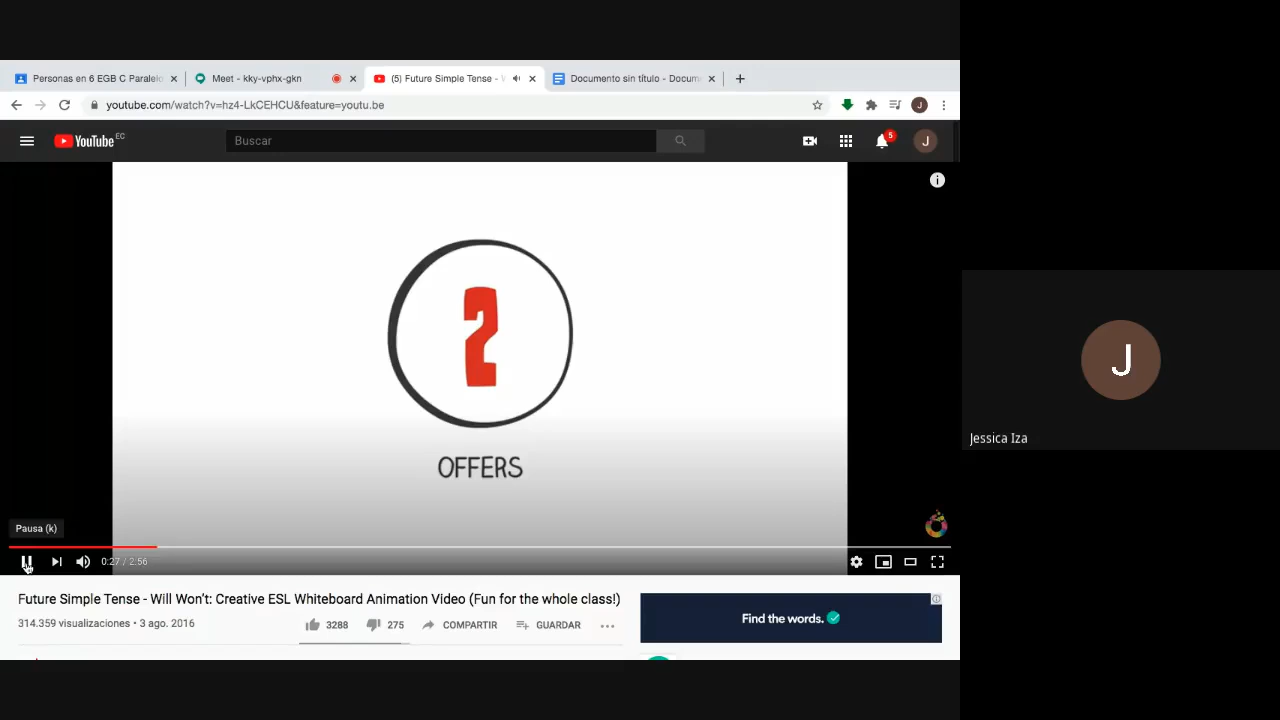 Personas en 6 EGB C Paralelo
Meet - kky-vphx-gkn
(5) Future Simple Tense - W
Documento sin título - Docum
youtube.com/watch?v=hz4-LkCEHCU&feature=youtu.be
J
YouTube EC
Buscar
5
J
2
OFFERS
J
Jessica Iza
Pausa (k)
0:27 / 2:56
Future Simple Tense - Will Won't: Creative ESL Whiteboard Animation Video (Fun for the whole class!)
314.359 visualizaciones • 3 ago. 2016
3288
275
COMPARTIR
GUARDAR
Find the words.